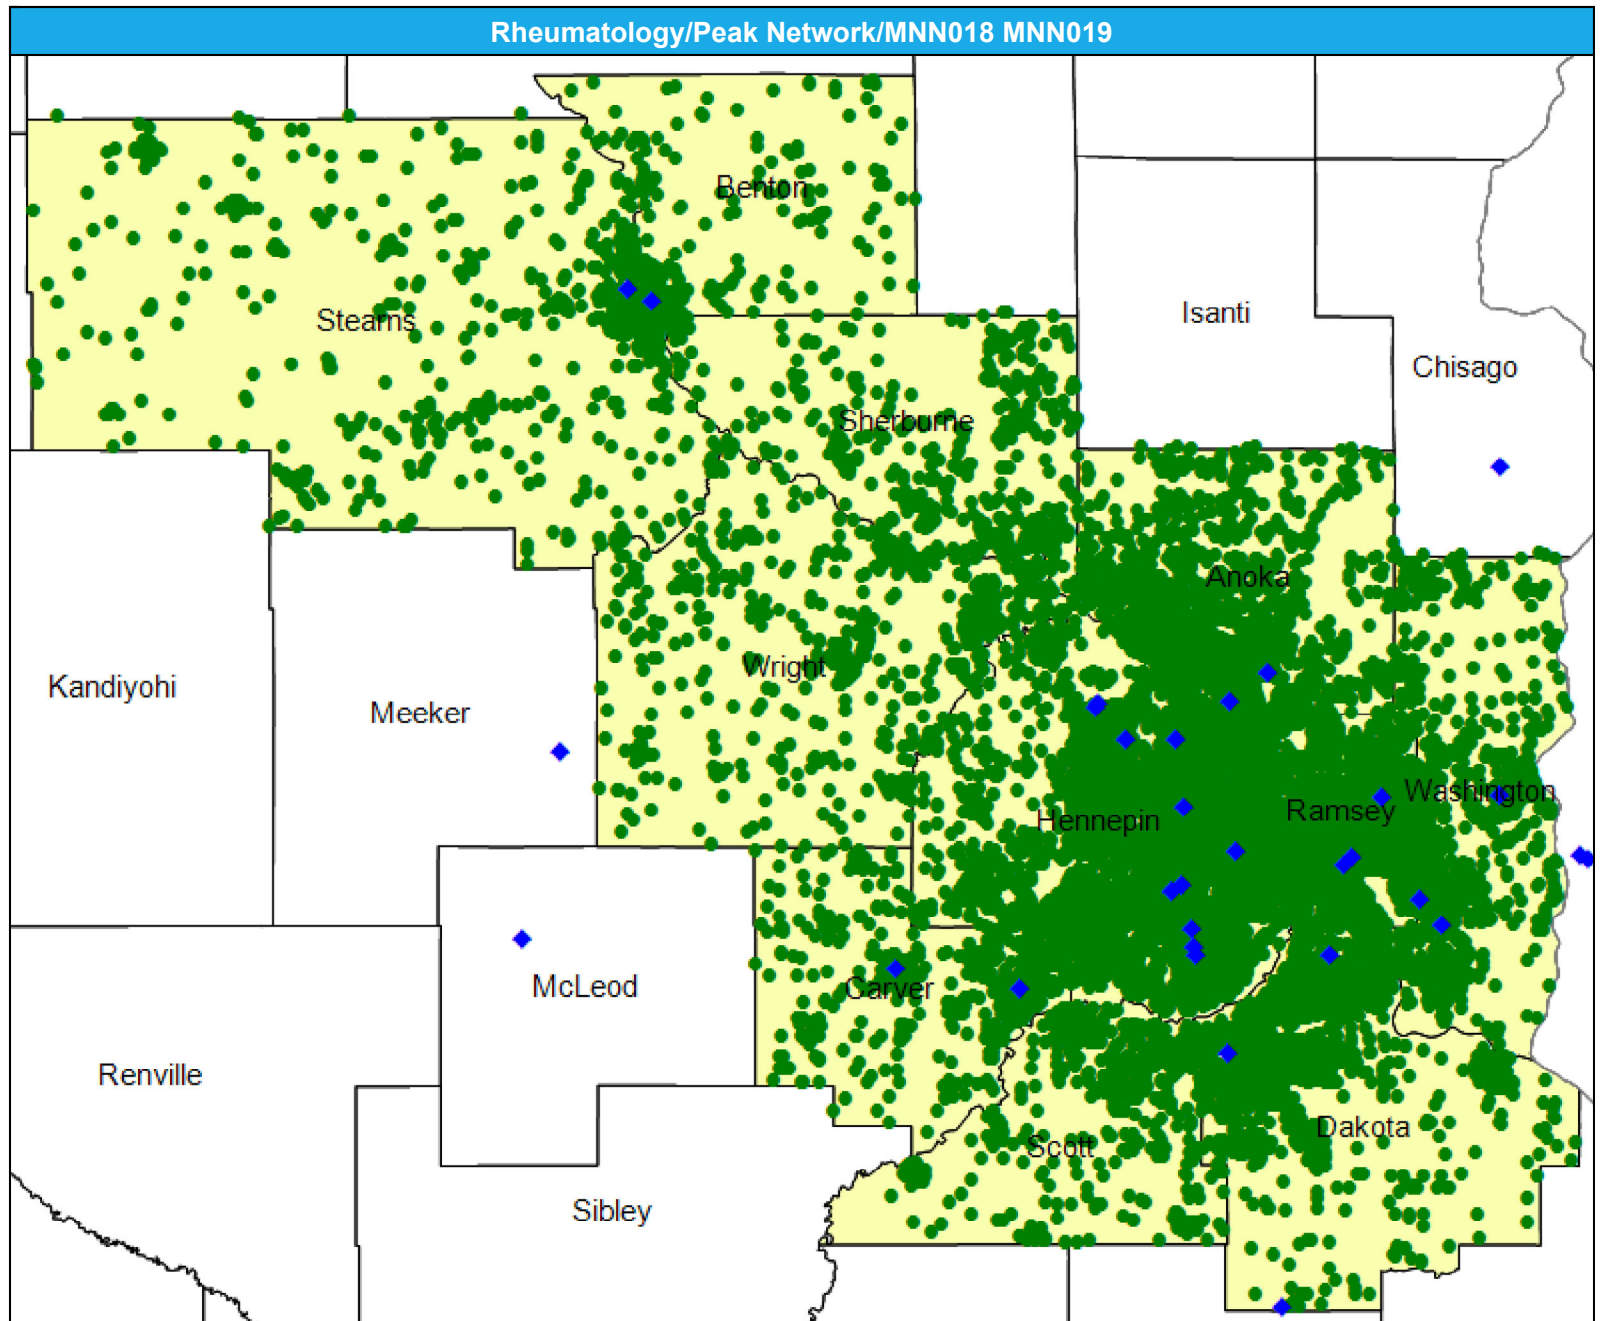 Rheumatology/Peak Network/MNN018 MNN019
Benton
Stearns
Isanti
Chisago
Sherburne
Anoka
Wright
Kandiyohi
Meeker
Washington
Ramsey
Hennepin
McLeod
Carver
Renville
Dakota
Scott
Sibley